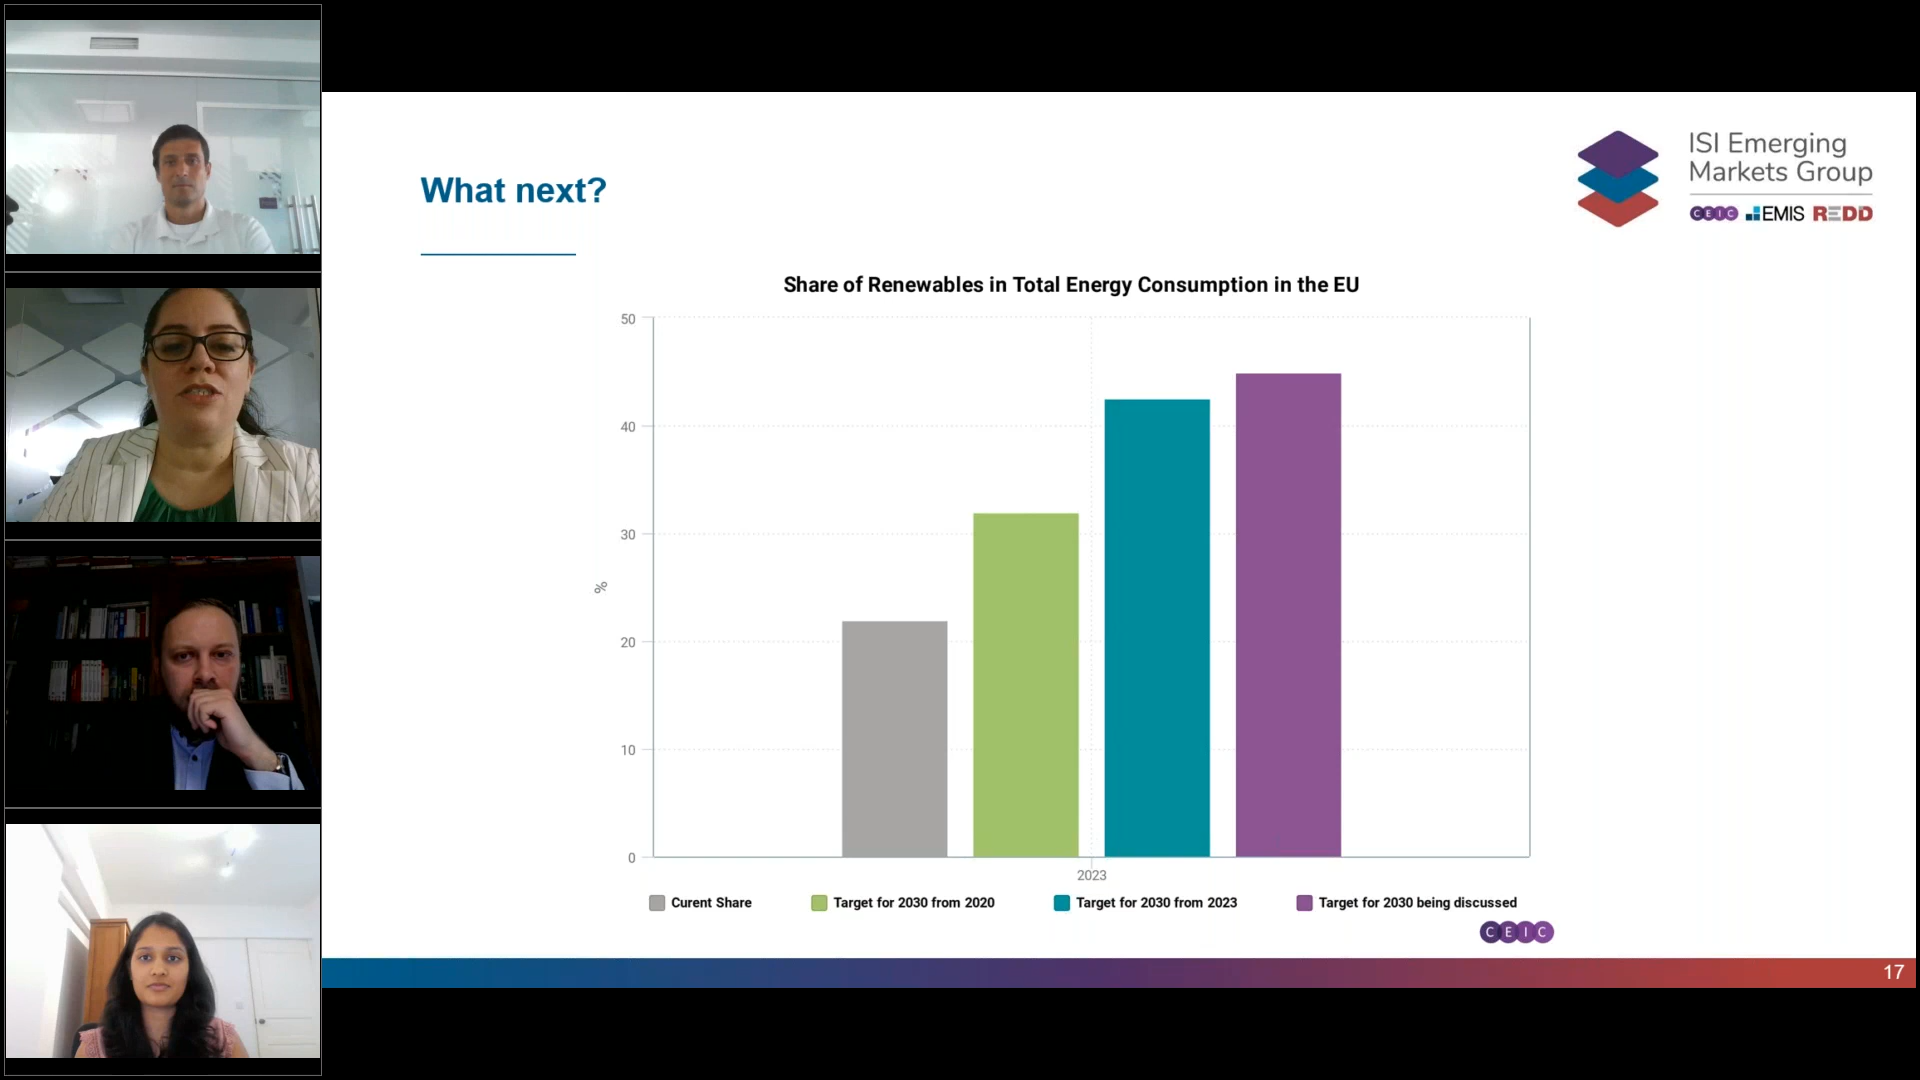 What next?
ISI Emerging
Markets Group
CEIC EMIS REDD
Share of Renewables in Total Energy Consumption in the EU
50
40
30
20
10
0
%
2023
Curent Share
Target for 2030 from 2020
Target for 2030 from 2023
Target for 2030 being discussed
CEIC
17